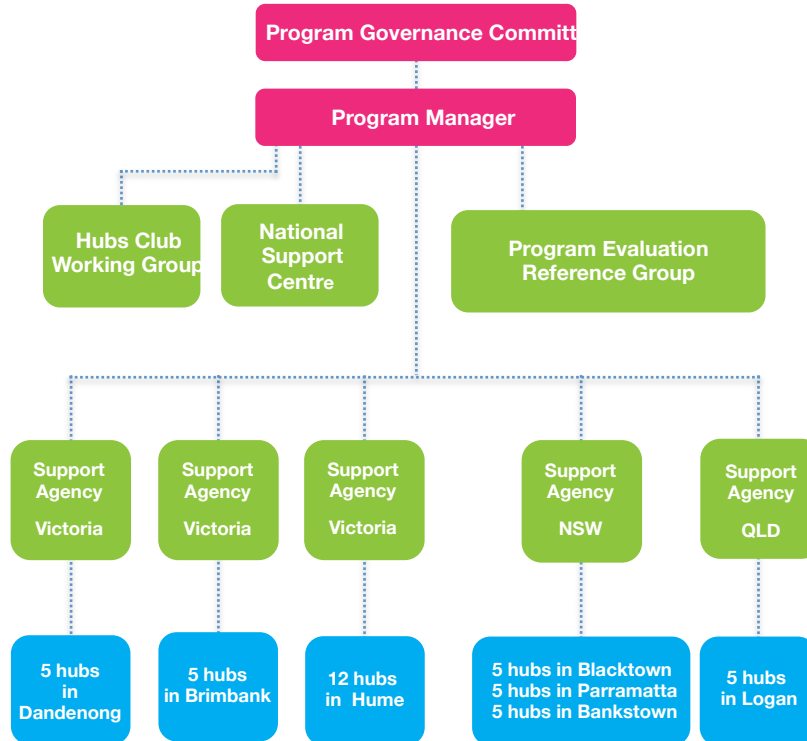 Program Governance Committ
Program Manager
Hubs Club
Working Group
National
Support
Centre
Program Evaluation
Reference Group
Support
Agency
Victoria
Support
Agency
Victoria
Support
Agency
Victoria
Support
Agency
NSW
Support
Agency
QLD
5 hubs
in
Dandenong
5 hubs
in Brimbank
12 hubs
in Hume
5 hubs in Blacktown
5 hubs in Parramatta
5 hubs in Bankstown
5 hubs
in Logan